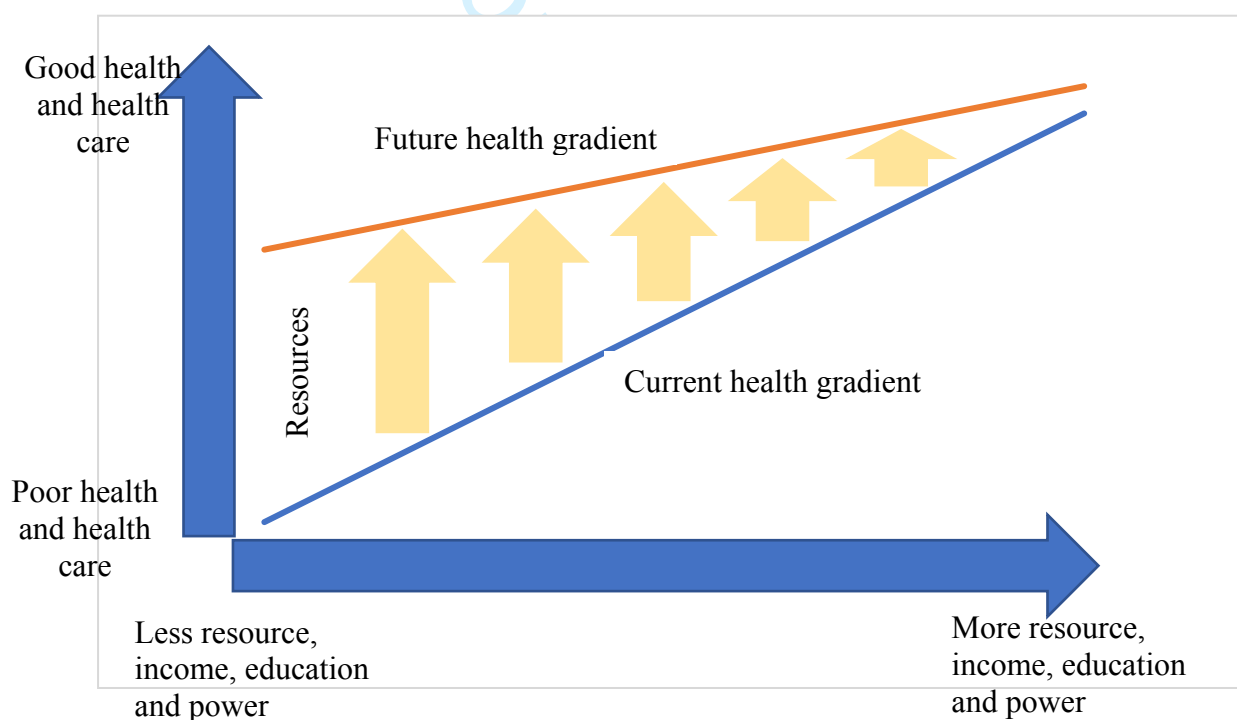 Good health
and health
care
Future health gradient
Resources
Current health gradient
Poor health
and health
care
Less resource,
income, education
and power
More resource,
income, education
and power